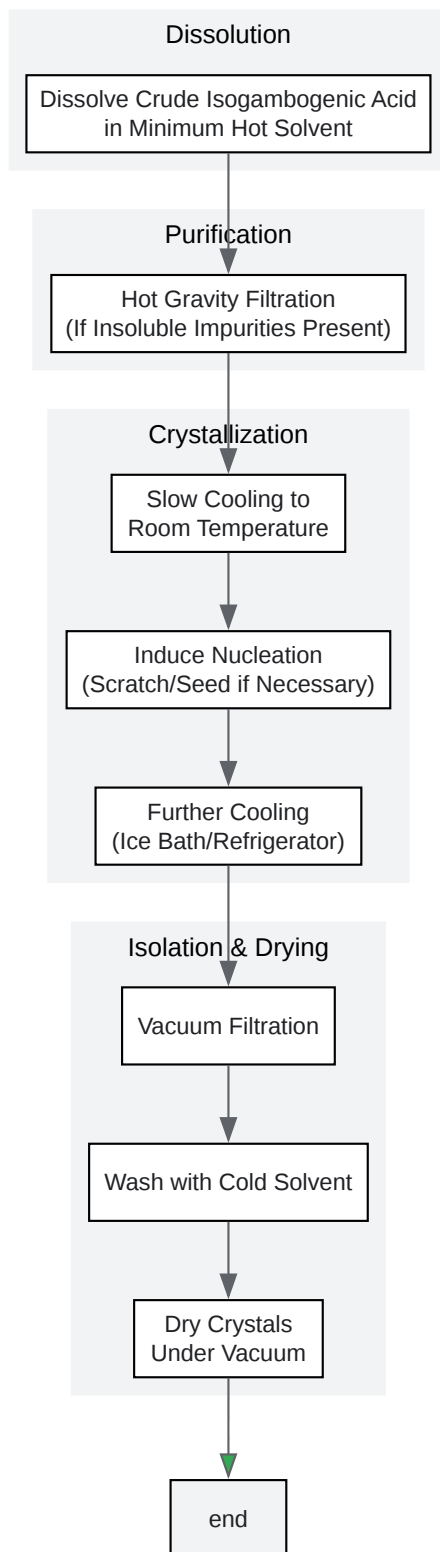 Dissolution
Dissolve Crude Isogambogenic Acid
in Minimum Hot Solvent
Purification
Hot Gravity Filtration
(If Insoluble Impurities Present)
Crystallization
Slow Cooling to
Room Temperature
Induce Nucleation
(Scratch/Seed if Necessary)
Further Cooling
(Ice Bath/Refrigerator)
Isolation & Drying
Vacuum Filtration
Wash with Cold Solvent
Dry Crystals
Under Vacuum
end